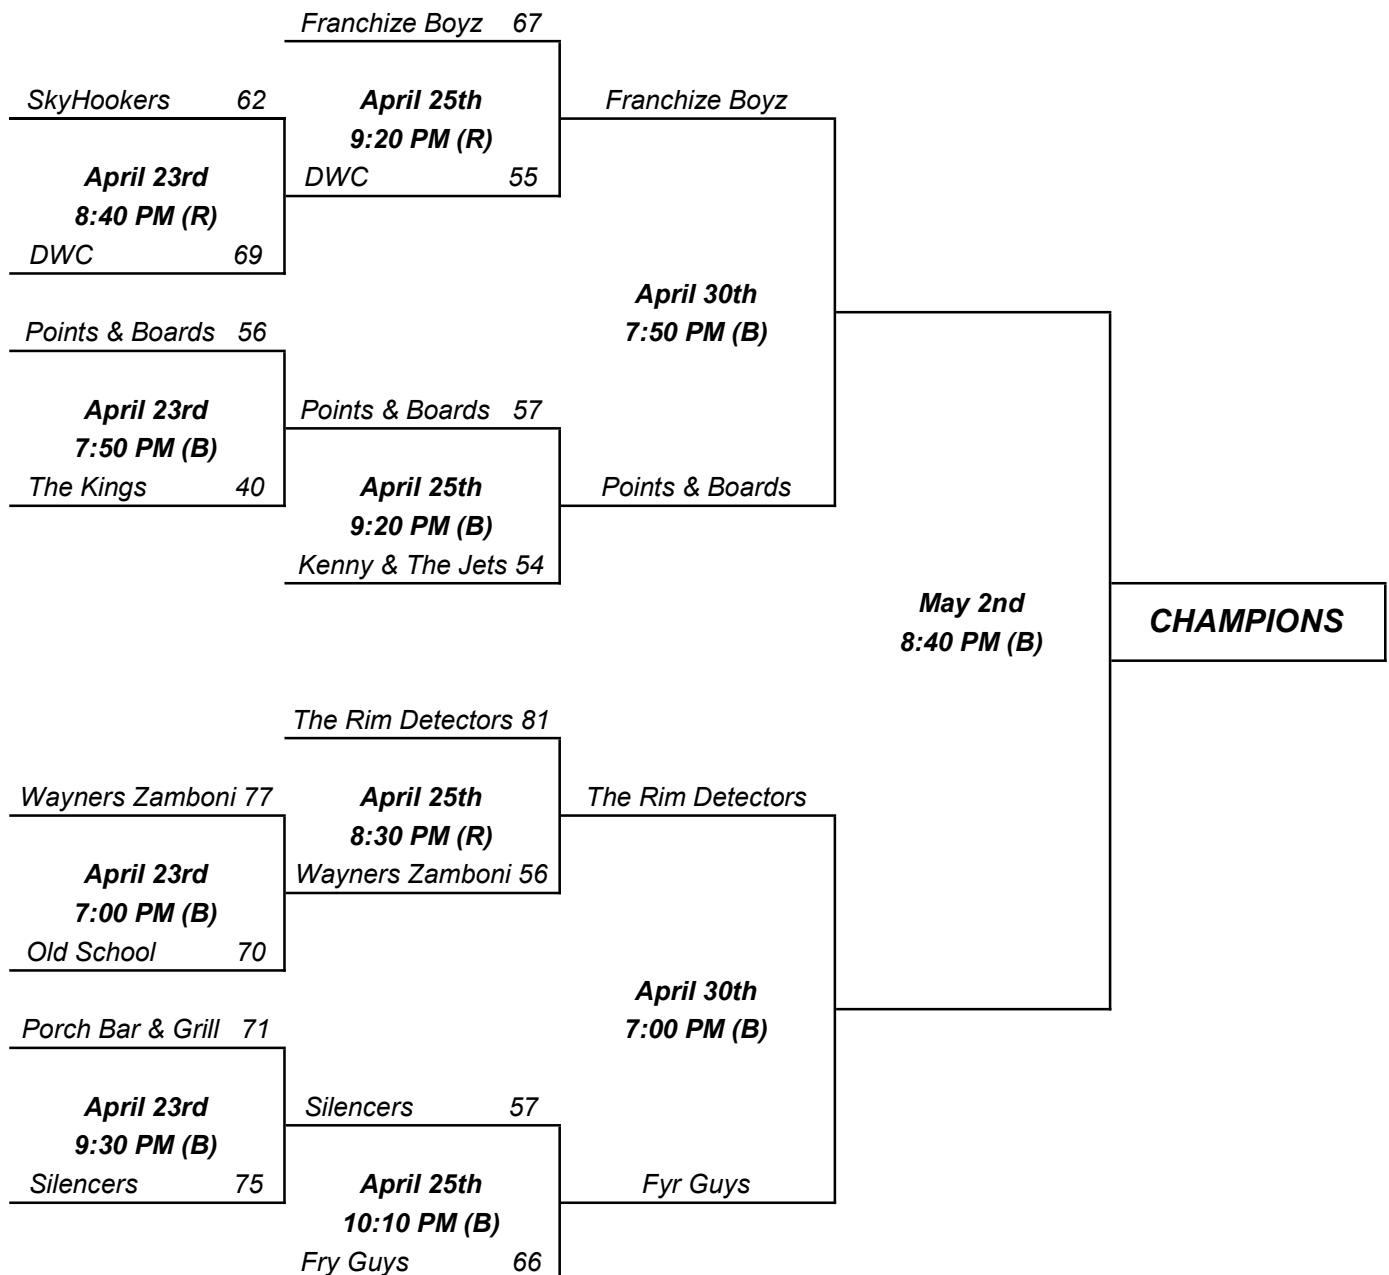 Franchize Boyz 67
SkyHookers 62
April 25th
Franchize Boyz
9:20 PM (R)
April 23rd
DWC 55
8:40 PM (R)
DWC 69
April 30th
Points & Boards 56
7:50 PM (B)
April 23rd
Points & Boards 57
7:50 PM (B)
The Kings 40
April 25th
Points & Boards
9:20 PM (B)
Kenny & The Jets 54
May 2nd
CHAMPIONS
8:40 PM (B)
The Rim Detectors 81
Wayners Zamboni 77
April 25th
The Rim Detectors
8:30 PM (R)
April 23rd
Wayners Zamboni 56
7:00 PM (B)
Old School 70
April 30th
Porch Bar & Grill 71
7:00 PM (B)
April 23rd
Silencers 57
9:30 PM (B)
Silencers 75
April 25th
Fyr Guys
10:10 PM (B)
Fry Guys 66